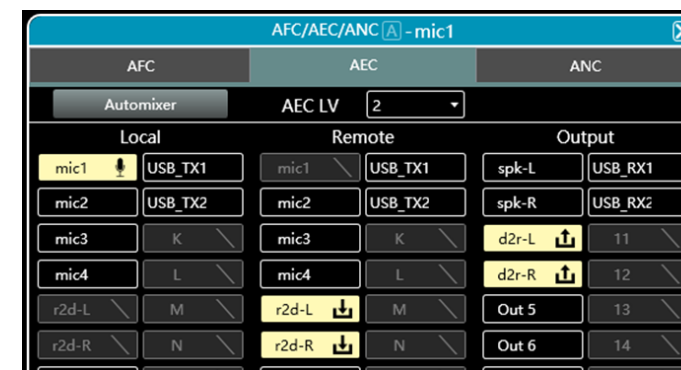 AFC/AEC/ANC A - mic1
AFC AEC ANC
Automixer AEC LV 2
Local Remote Output
mic1 USB_TX1 mic1 USB_TX1 spk-L USB_RX1
mic2 USB_TX2 mic2 USB_TX2 spk-R USB_RX2
mic3 K mic3 K d2r-L 11
mic4 L mic4 L d2r-R 12
r2d-L M r2d-L M Out 5 13
r2d-R N r2d-R N Out 6 14